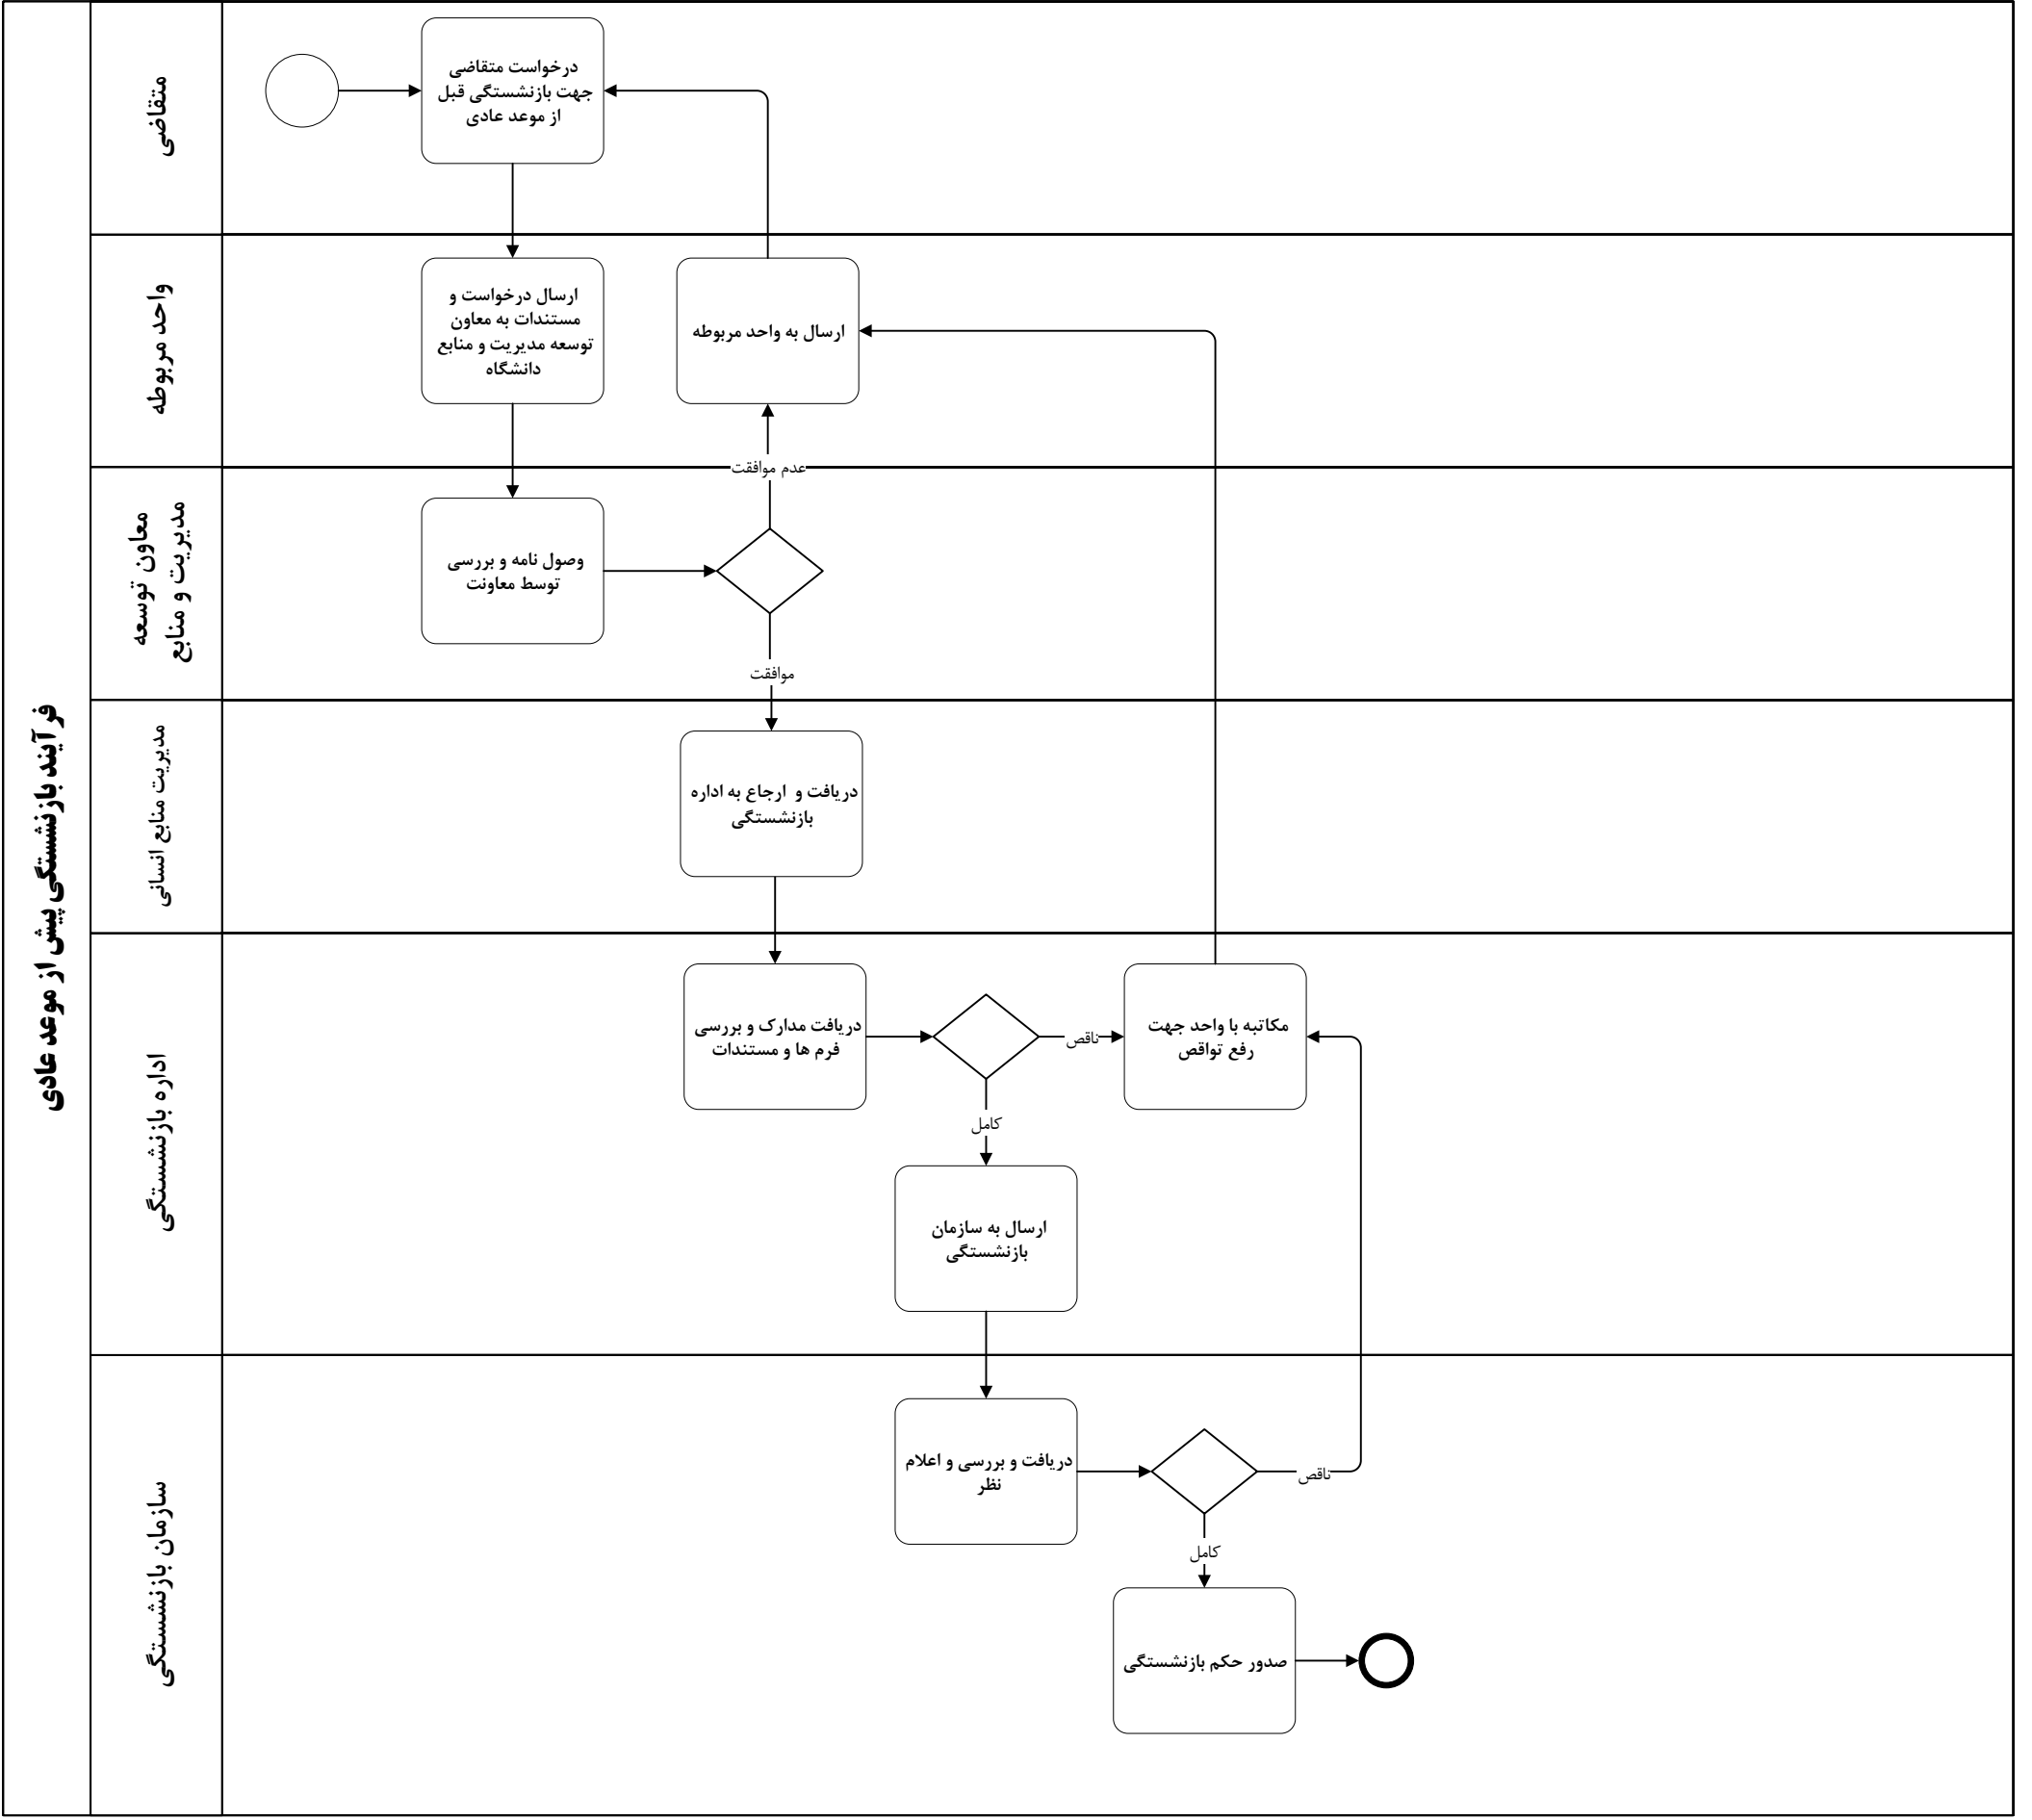 فرآیند بازنشستگی پیش از موعد عادی
متقاضی
درخواست متقاضی
جهت بازنشستگی قبل
از موعد عادی
واحد مربوطه
ارسال درخواست و
مستندات به معاون
توسعه مدیریت و منابع
دانشگاه
ارسال به واحد مربوطه
عدم موافقت
معاون توسعه
مدیریت و منابع
وصول نامه و بررسی
توسط معاونت
موافقت
مدیریت منابع انسانی
دریافت و ارجاع به اداره
بازنشستگی
اداره بازنشستگی
دریافت مدارک و بررسی
فرم ها و مستندات
ناقص
مکاتبه با واحد جهت
رفع تواقص
کامل
ارسال به سازمان
بازنشستگی
سازمان بازنشستگی
دریافت و بررسی و اعلام
نظر
ناقص
کامل
صدور حکم بازنشستگی